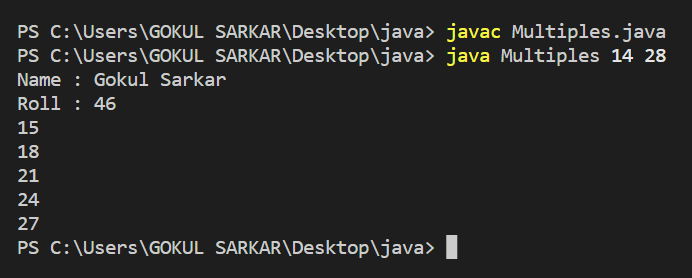 PS C:\Users\GOKUL SARKAR\Desktop\java> javac Multiples.java
PS C:\Users\GOKUL SARKAR\Desktop\java> java Multiples 14 28
Name : Gokul Sarkar
Roll : 46
15
18
21
24
27
PS C:\Users\GOKUL SARKAR\Desktop\java>